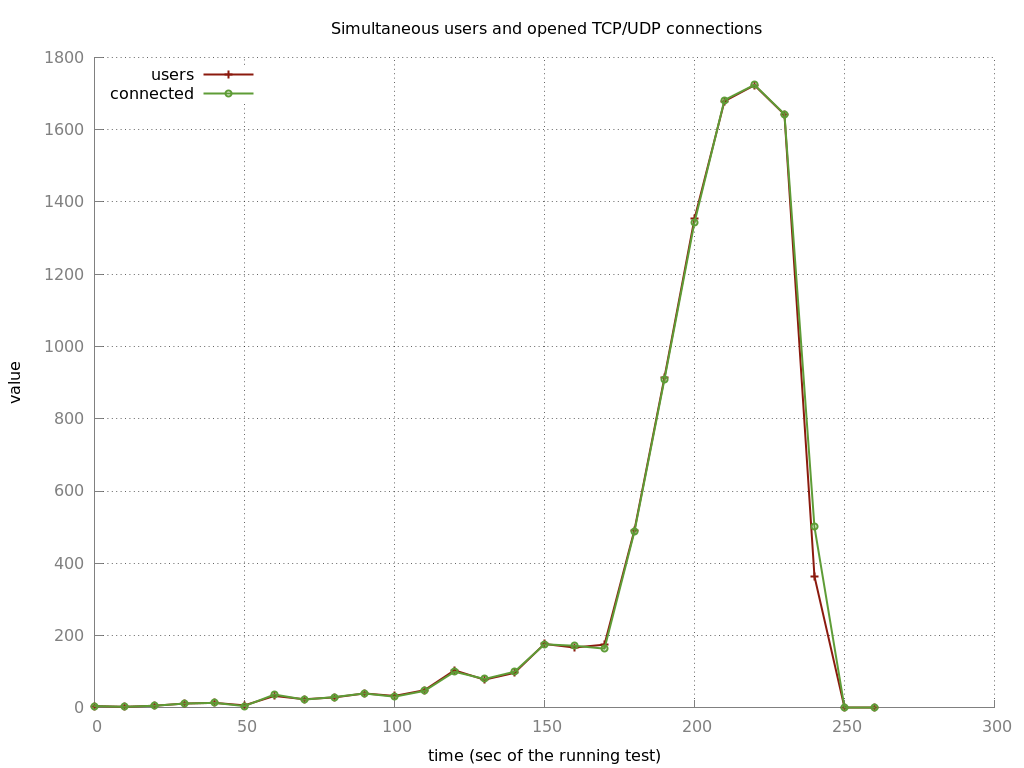 Simultaneous users and opened TCP/UDP connections
users
connected
1800
1600
1400
1200
1000
800
600
400
200
0
value
0 50 100 150 200 250 300
time (sec of the running test)